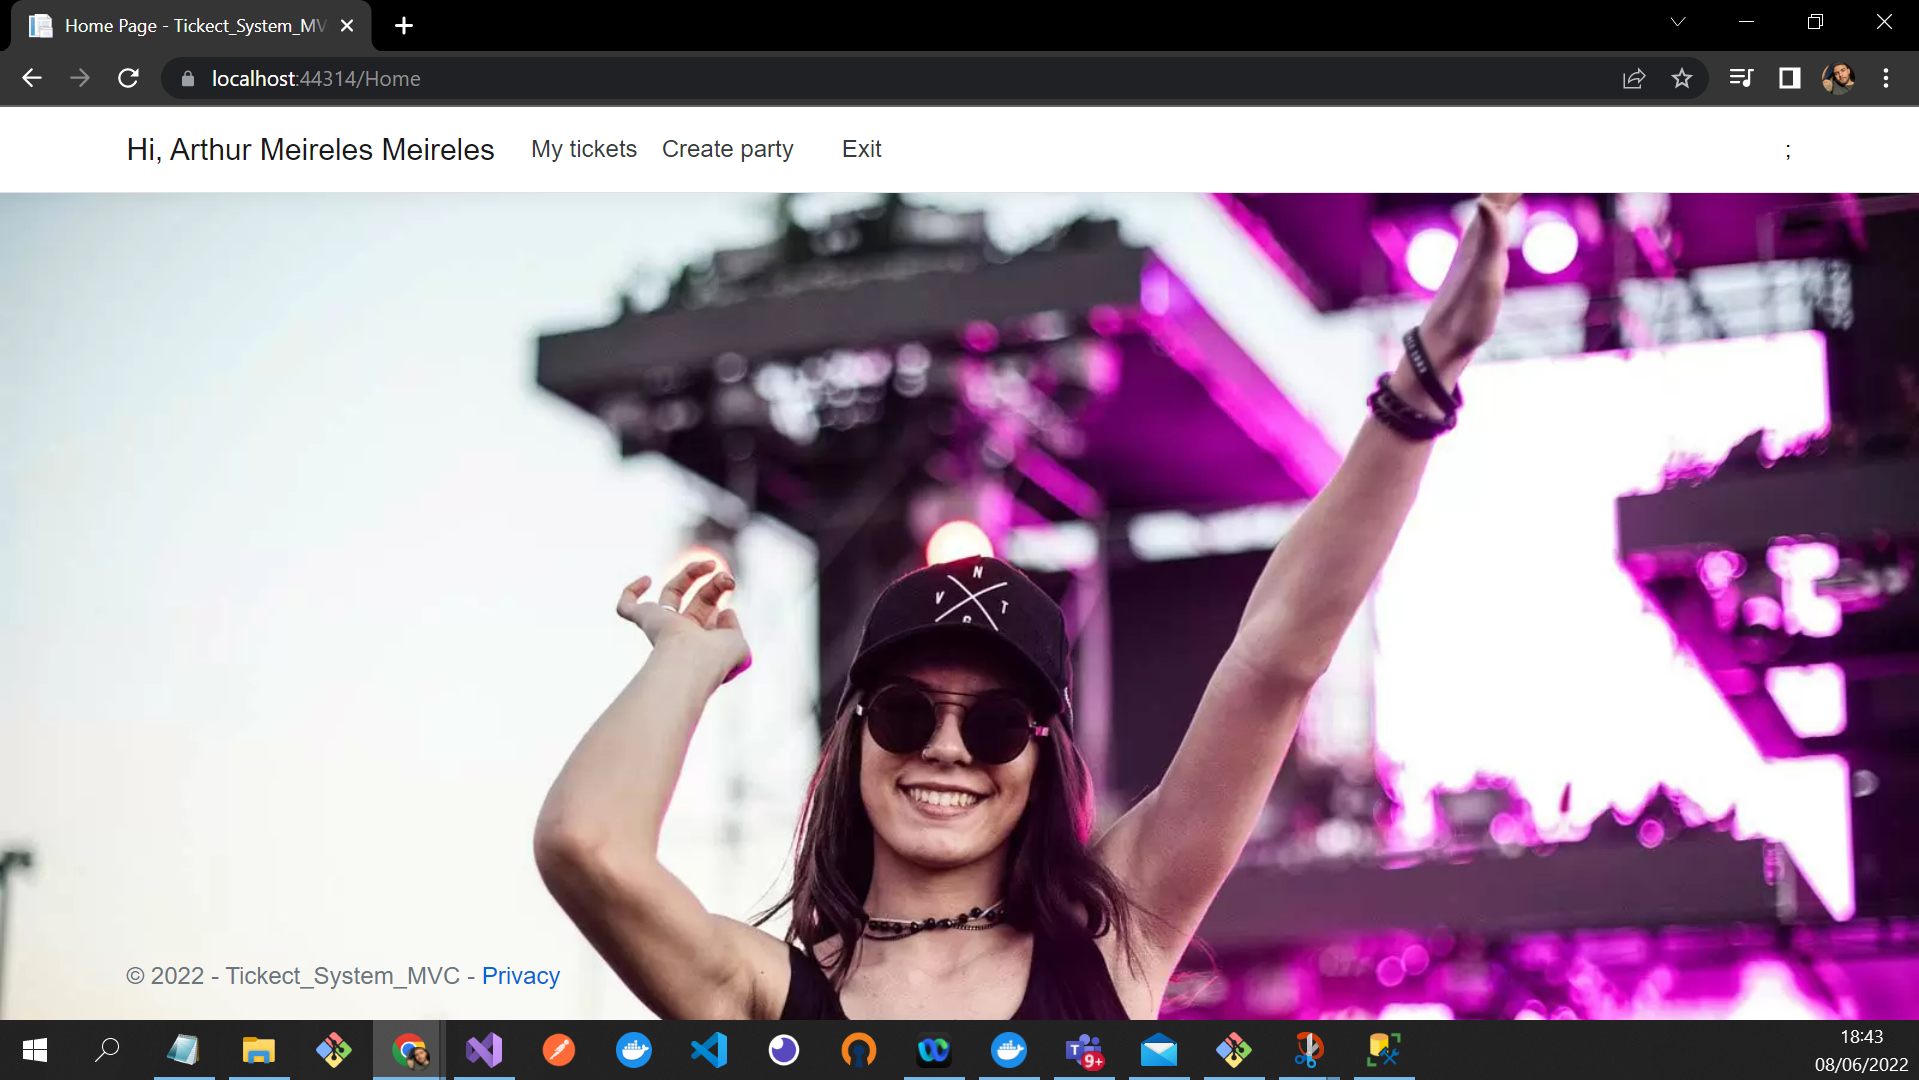 Home Page - Tickect_System_MV
localhost:44314/Home
Hi, Arthur Meireles Meireles
My tickets
Create party
Exit
;
N
V
T
© 2022 - Tickect_System_MVC - Privacy
T
9+
18:43
08/06/2022